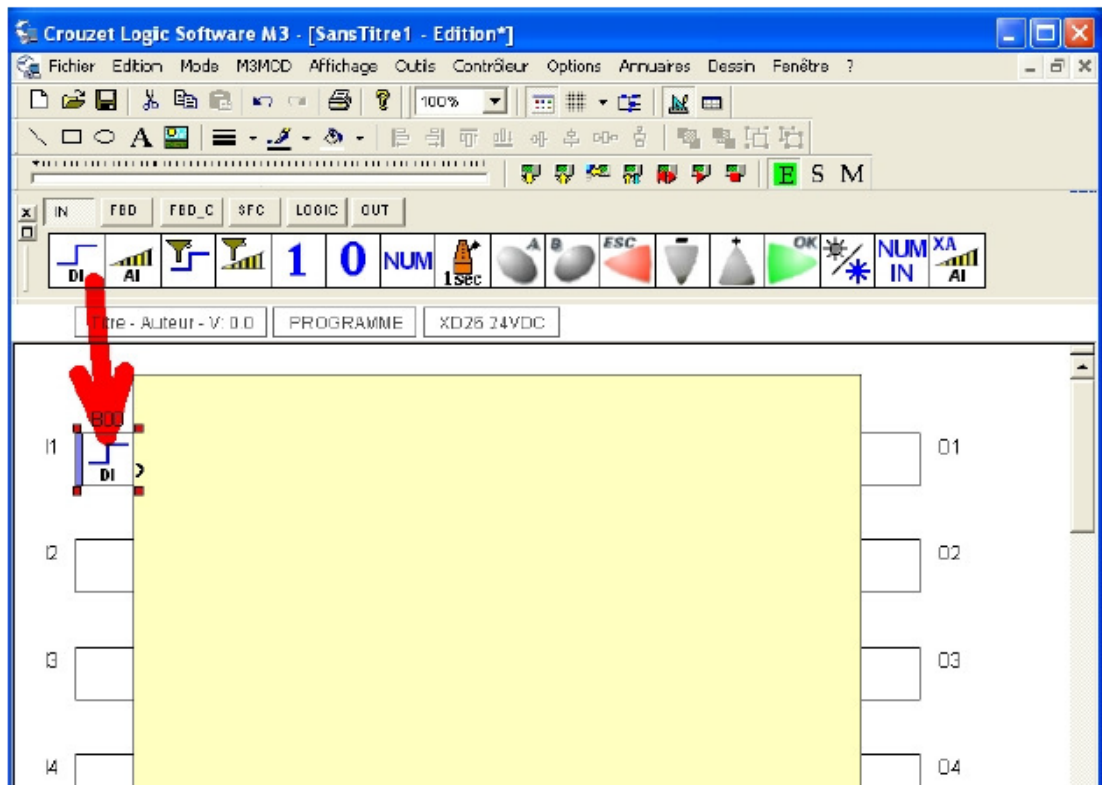 Crouzet Logic Software M3 - [SansTitre1 - Edition*]
Fichier Edition Mode M3MOD Affichage Outils Contrôleur Options Annuaires Dessin Fenêtre ?
100%
A
E S M
IN FBD FBD_C SFC LOGIC OUT
DI AI 1 0 NUM 1sec A B ESC - + OK NUM IN XA AI
Titre - Auteur - V: 0.0 PROGRAMME XD26 24VDC
B00
I1 DI O1
I2 O2
I3 O3
I4 O4